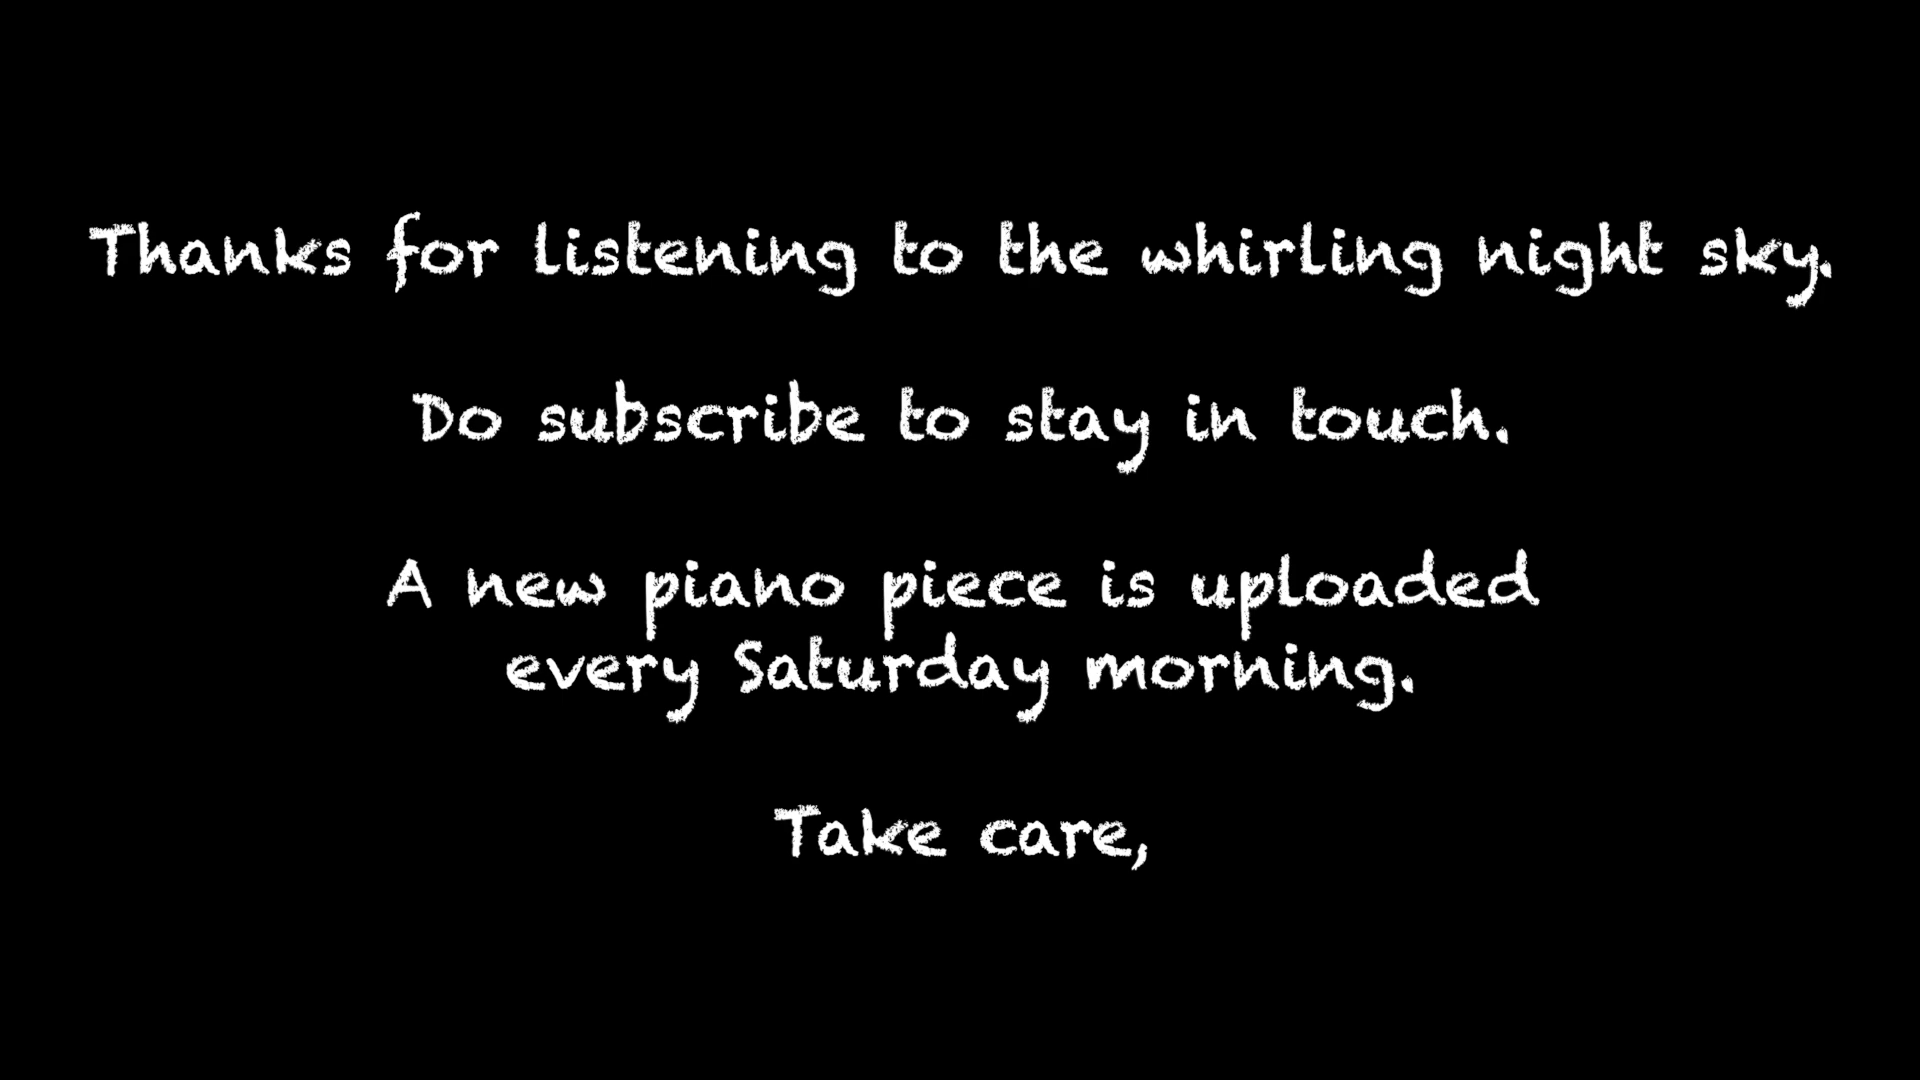 Thanks for listening to the whirling night sky.
Do subscribe to stay in touch.
A new piano piece is uploaded
every Saturday morning.
Take care,